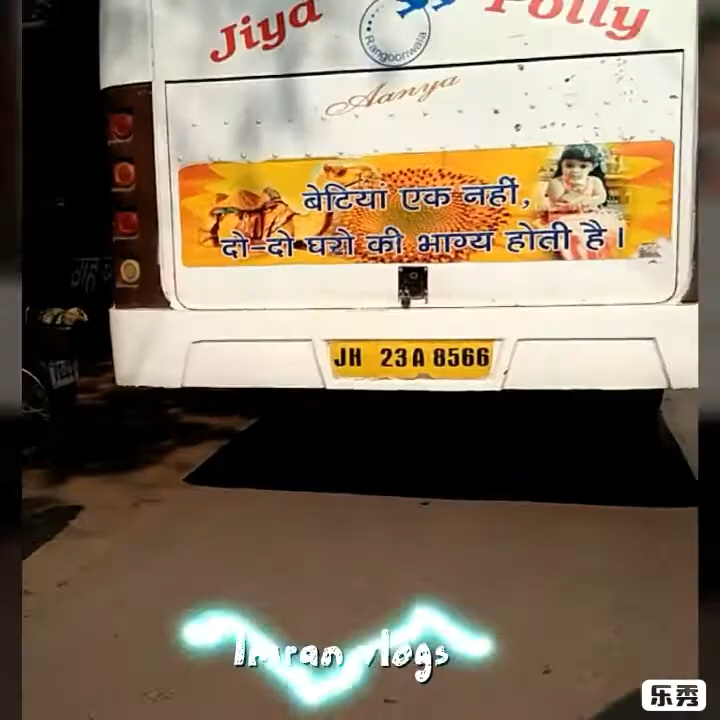 Jiya Polly
Rangoonwala
Aanya
बेटियां एक नहीं,
दो-दो घरो की भाग्य होती है।
JH 23A 8566
Imran vlogs
乐秀